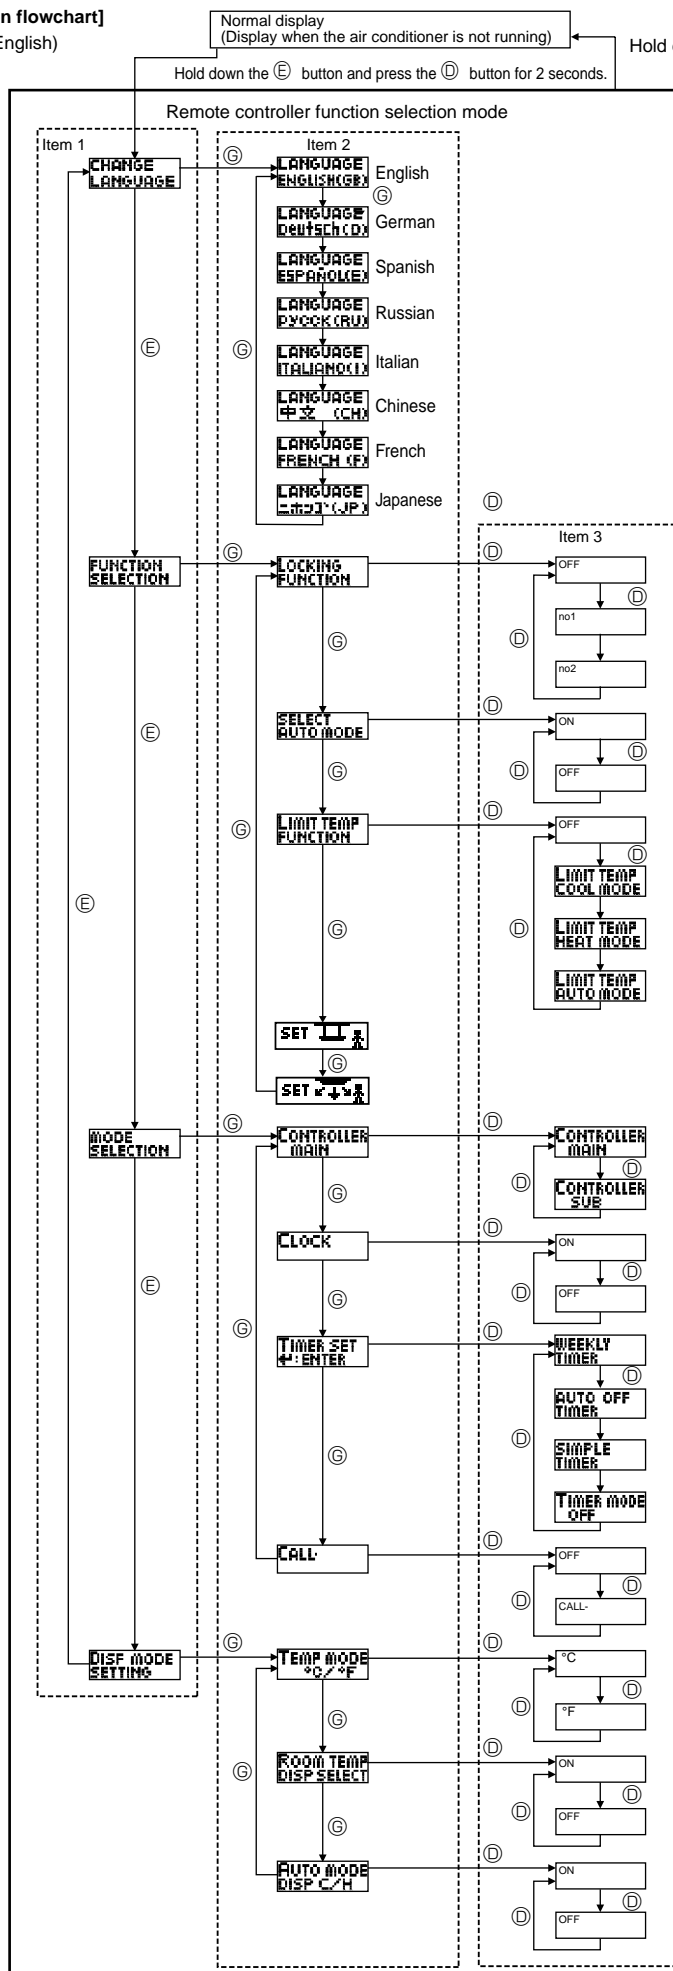 n flowchart]
English)
Normal display
(Display when the air conditioner is not running)
Hold
Hold down the Ⓔ button and press the Ⓓ button for 2 seconds.
Remote controller function selection mode
Item 1
Item 2
CHANGE
LANGUAGE
Ⓖ
LANGUAGE
ENGLISH(GB)
English
Ⓖ
LANGUAGE
Deutsch(D)
German
LANGUAGE
ESPAÑOL(E)
Spanish
LANGUAGE
РУССК(RU)
Russian
Ⓔ
Ⓖ
LANGUAGE
ITALIANO(I)
Italian
LANGUAGE
中文 (CH)
Chinese
LANGUAGE
FRENCH (F)
French
LANGUAGE
ニホンゴ(JP)
Japanese
Ⓓ
Item 3
FUNCTION
SELECTION
Ⓖ
LOCKING
FUNCTION
Ⓓ
OFF
Ⓓ
no1
Ⓖ
Ⓓ
no2
SELECT
AUTO MODE
Ⓓ
ON
Ⓔ
Ⓖ
Ⓓ
Ⓓ
OFF
Ⓖ
LIMIT TEMP
FUNCTION
Ⓓ
OFF
Ⓓ
LIMIT TEMP
COOL MODE
Ⓔ
Ⓖ
Ⓓ
LIMIT TEMP
HEAT MODE
LIMIT TEMP
AUTO MODE
SET
Ⓖ
SET
MODE
SELECTION
Ⓖ
CONTROLLER
MAIN
Ⓓ
CONTROLLER
MAIN
Ⓓ
Ⓖ
Ⓓ
CONTROLLER
SUB
CLOCK
Ⓓ
ON
Ⓔ
Ⓖ
Ⓓ
Ⓓ
OFF
Ⓖ
TIMER SET
↵:ENTER
Ⓓ
WEEKLY
TIMER
Ⓓ
AUTO OFF
TIMER
Ⓖ
Ⓓ
SIMPLE
TIMER
TIMER MODE
OFF
CALL-
Ⓓ
OFF
Ⓓ
Ⓓ
CALL-
DISP MODE
SETTING
Ⓖ
TEMP MODE
°C/°F
Ⓓ
°C
Ⓓ
Ⓖ
Ⓓ
°F
ROOM TEMP
DISP SELECT
Ⓓ
ON
Ⓖ
Ⓓ
Ⓓ
OFF
Ⓖ
AUTO MODE
DISP C/H
Ⓓ
ON
Ⓓ
Ⓓ
OFF